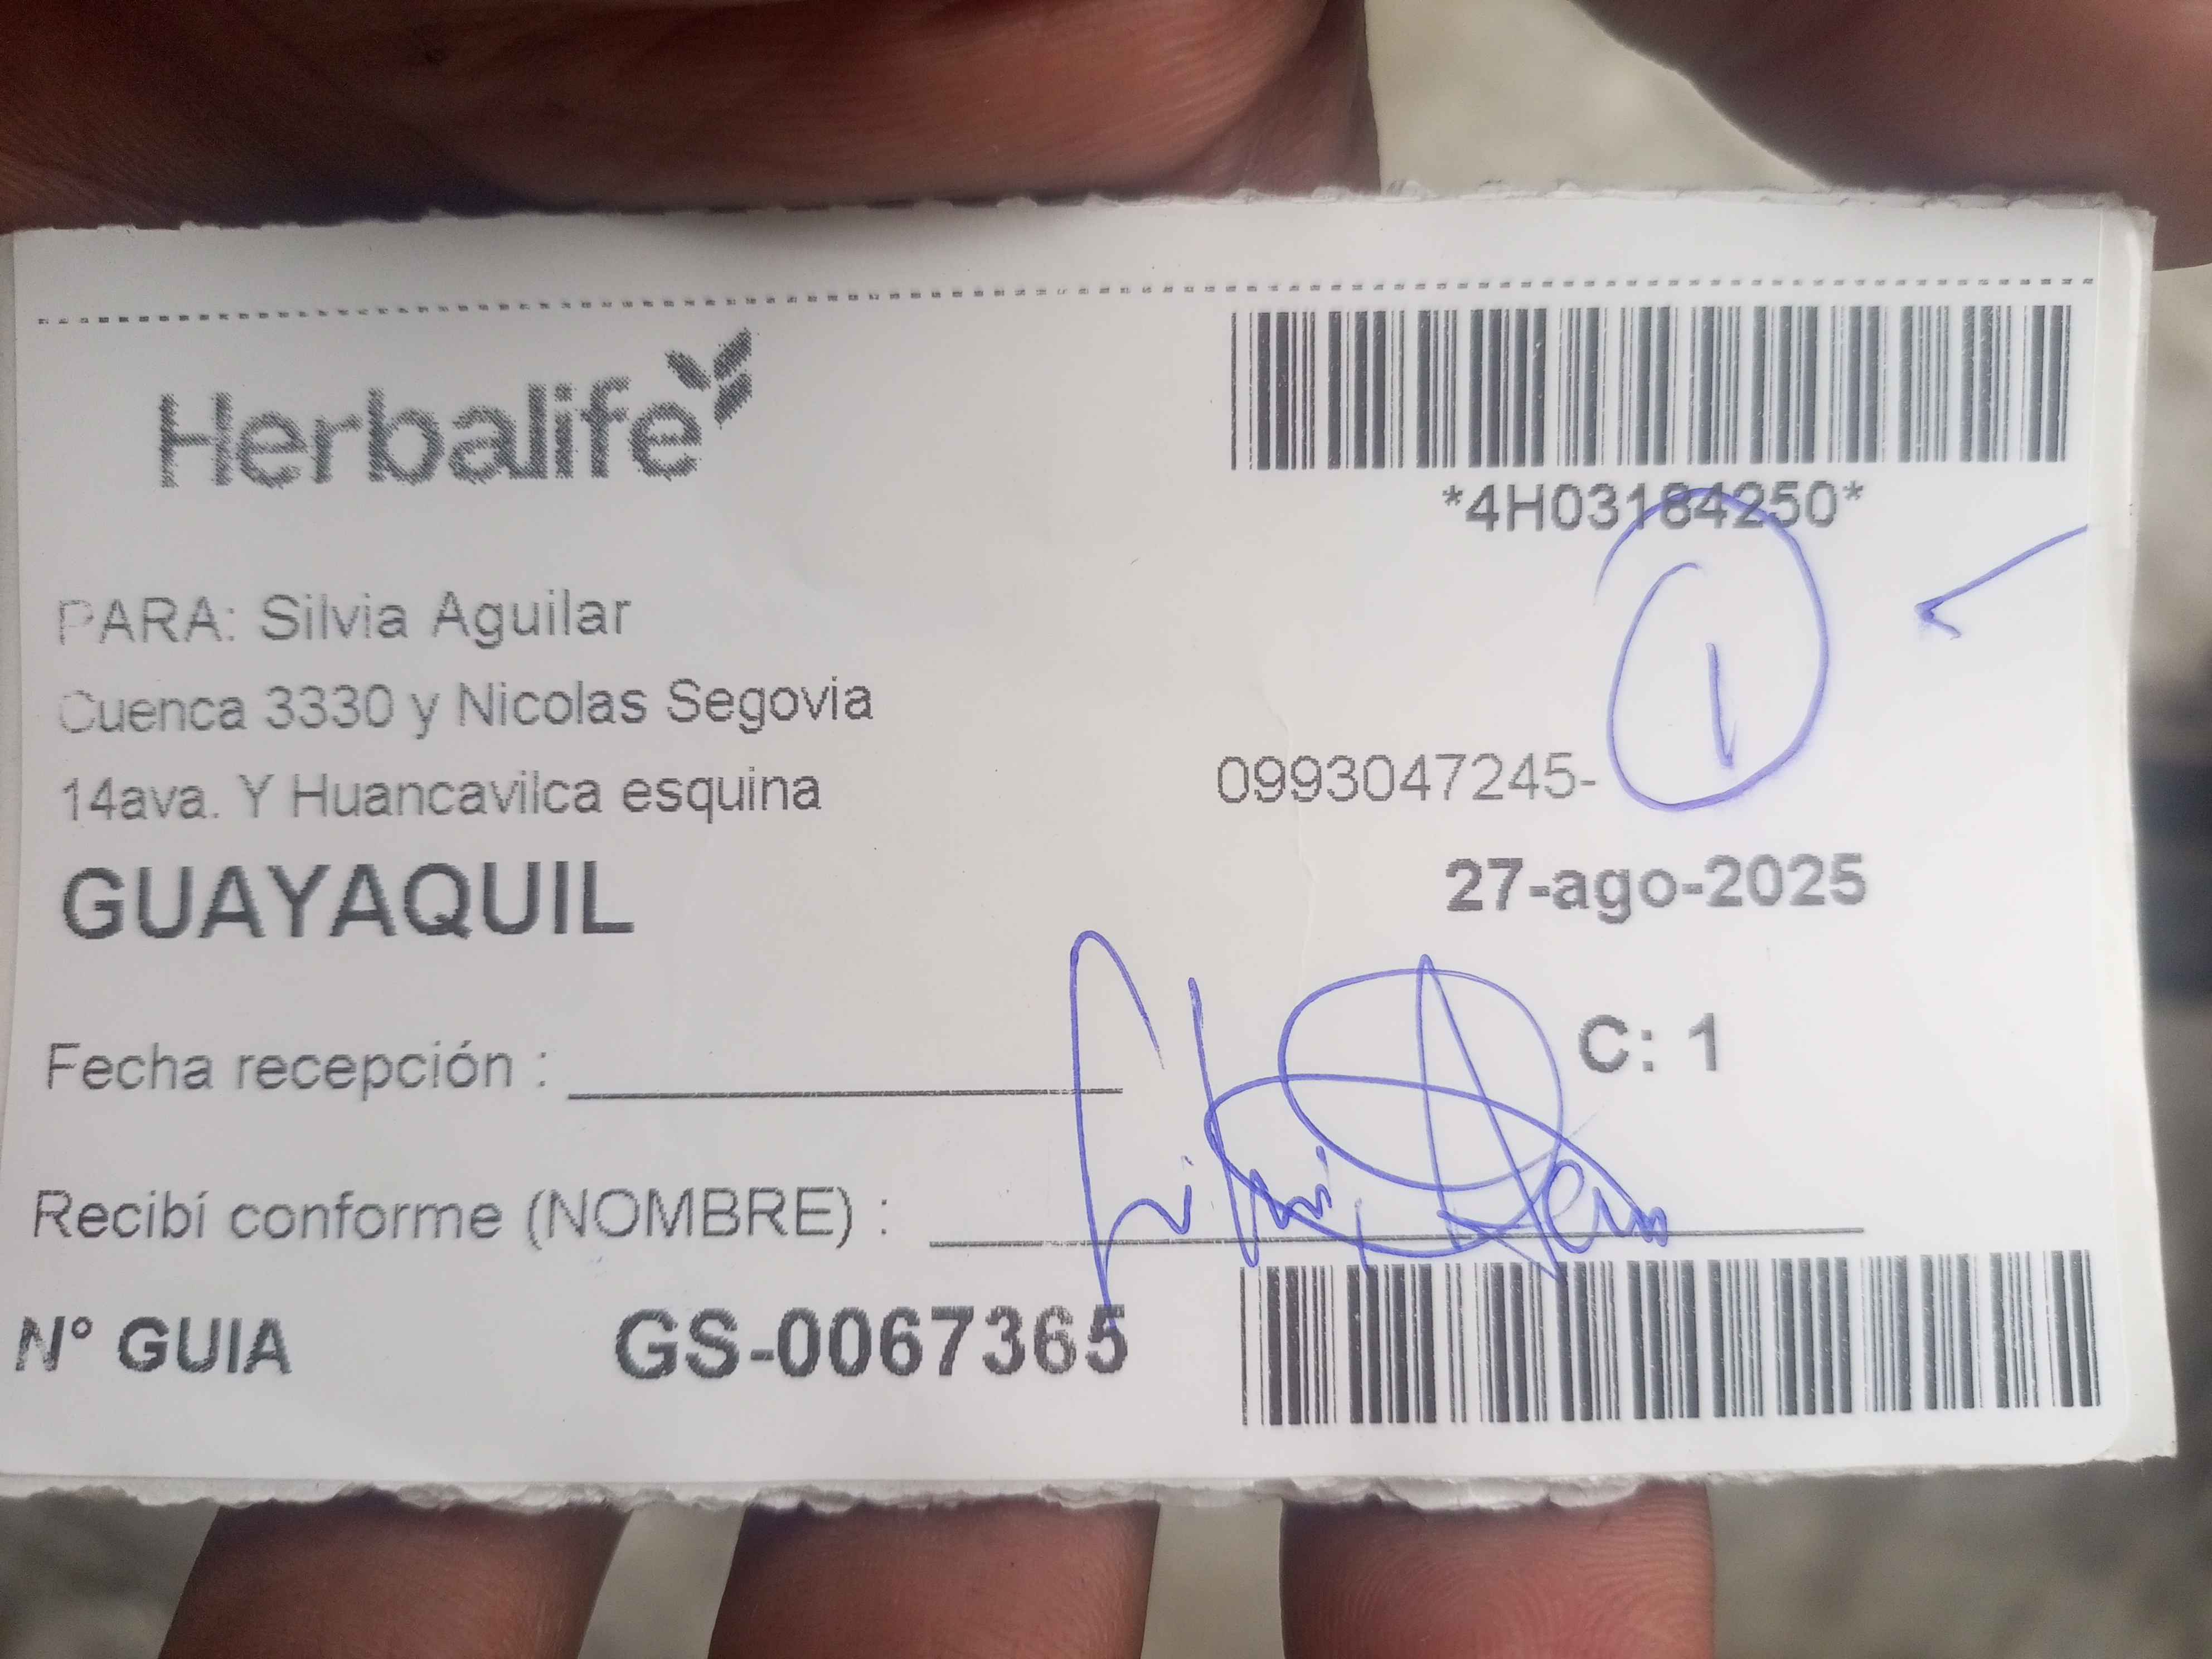 Herbalife
*4H03184250*
1
PARA: Silvia Aguilar
Cuenca 3330 y Nicolas Segovia
14ava. Y Huancavilca esquina
0993047245-
GUAYAQUIL
27-ago-2025
C: 1
Fecha recepción :
Recibí conforme (NOMBRE) :
N° GUIA GS-0067365